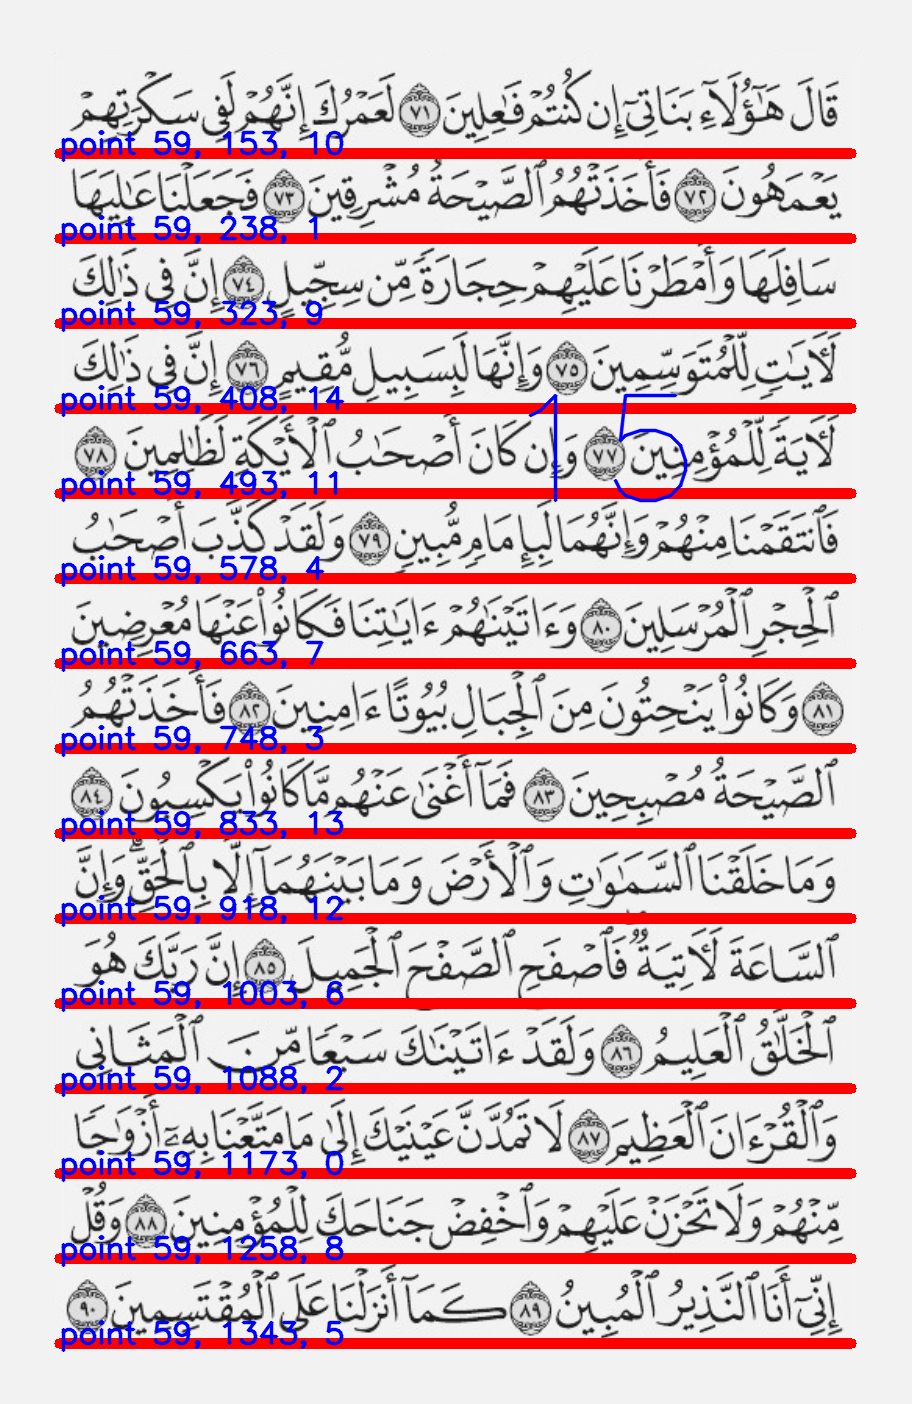 قَالَ هَٰٓؤُلَآءِ بَنَاتِىٓ إِن كُنتُمْ فَٰعِلِينَ ٧١ لَعَمْرُكَ إِنَّهُمْ لَفِى سَكْرَتِهِمْ
point 59, 153, 10
يَعْمَهُونَ ٧٢ فَأَخَذَتْهُمُ ٱلصَّيْحَةُ مُشْرِقِينَ ٧٣ فَجَعَلْنَا عَٰلِيَهَا
point 59, 238, 1
سَافِلَهَا وَأَمْطَرْنَا عَلَيْهِمْ حِجَارَةً مِّن سِجِّيلٍ ٧٤ إِنَّ فِى ذَٰلِكَ
point 59, 323, 9
لَءَايَٰتٍ لِّلْمُتَوَسِّمِينَ ٧٥ وَإِنَّهَا لَبِسَبِيلٍ مُّقِيمٍ ٧٦ إِنَّ فِى ذَٰلِكَ
point 59, 408, 14
15
لَءَايَةً لِّلْمُؤْمِنِينَ ٧٧ وَإِن كَانَ أَصْحَٰبُ ٱلْأَيْكَةِ لَظَٰلِمِينَ ٧٨
point 59, 493, 11
فَٱنتَقَمْنَا مِنْهُمْ وَإِنَّهُمَا لَبِإِمَامٍ مُّبِينٍ ٧٩ وَلَقَدْ كَذَّبَ أَصْحَٰبُ
point 59, 578, 4
ٱلْحِجْرِ ٱلْمُرْسَلِينَ ٨٠ وَءَاتَيْنَٰهُمْ ءَايَٰتِنَا فَكَانُوا۟ عَنْهَا مُعْرِضِينَ
point 59, 663, 7
٨١ وَكَانُوا۟ يَنْحِتُونَ مِنَ ٱلْجِبَالِ بُيُوتًا ءَامِنِينَ ٨٢ فَأَخَذَتْهُمُ
point 59, 748, 3
ٱلصَّيْحَةُ مُصْبِحِينَ ٨٣ فَمَآ أَغْنَىٰ عَنْهُم مَّا كَانُوا۟ يَكْسِبُونَ ٨٤
point 59, 833, 13
وَمَا خَلَقْنَا ٱلسَّمَٰوَٰتِ وَٱلْأَرْضَ وَمَا بَيْنَهُمَآ إِلَّا بِٱلْحَقِّ ۗ وَإِنَّ
point 59, 918, 12
ٱلسَّاعَةَ لَءَاتِيَةٌ فَٱصْفَحِ ٱلصَّفْحَ ٱلْجَمِيلَ ٨٥ إِنَّ رَبَّكَ هُوَ
point 59, 1003, 6
ٱلْخَلَّٰقُ ٱلْعَلِيمُ ٨٦ وَلَقَدْ ءَاتَيْنَٰكَ سَبْعًا مِّنَ ٱلْمَثَانِى
point 59, 1088, 2
وَٱلْقُرْءَانَ ٱلْعَظِيمَ ٨٧ لَا تَمُدَّنَّ عَيْنَيْكَ إِلَىٰ مَا مَتَّعْنَا بِهِۦٓ أَزْوَٰجًا
point 59, 1173, 0
مِّنْهُمْ وَلَا تَحْزَنْ عَلَيْهِمْ وَٱخْفِضْ جَنَاحَكَ لِلْمُؤْمِنِينَ ٨٨ وَقُلْ
point 59, 1258, 8
إِنِّىٓ أَنَا ٱلنَّذِيرُ ٱلْمُبِينُ ٨٩ كَمَآ أَنزَلْنَا عَلَى ٱلْمُقْتَسِمِينَ ٩٠
point 59, 1343, 5